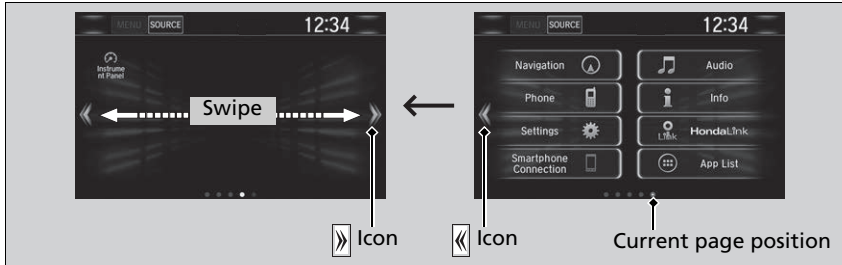 MENU SOURCE 12:34
Instrume
nt Panel
Swipe
Icon
MENU SOURCE 12:34
Navigation
Audio
Phone
Info
Settings
Link HondaLink
Smartphone
Connection
App List
Icon
Current page position